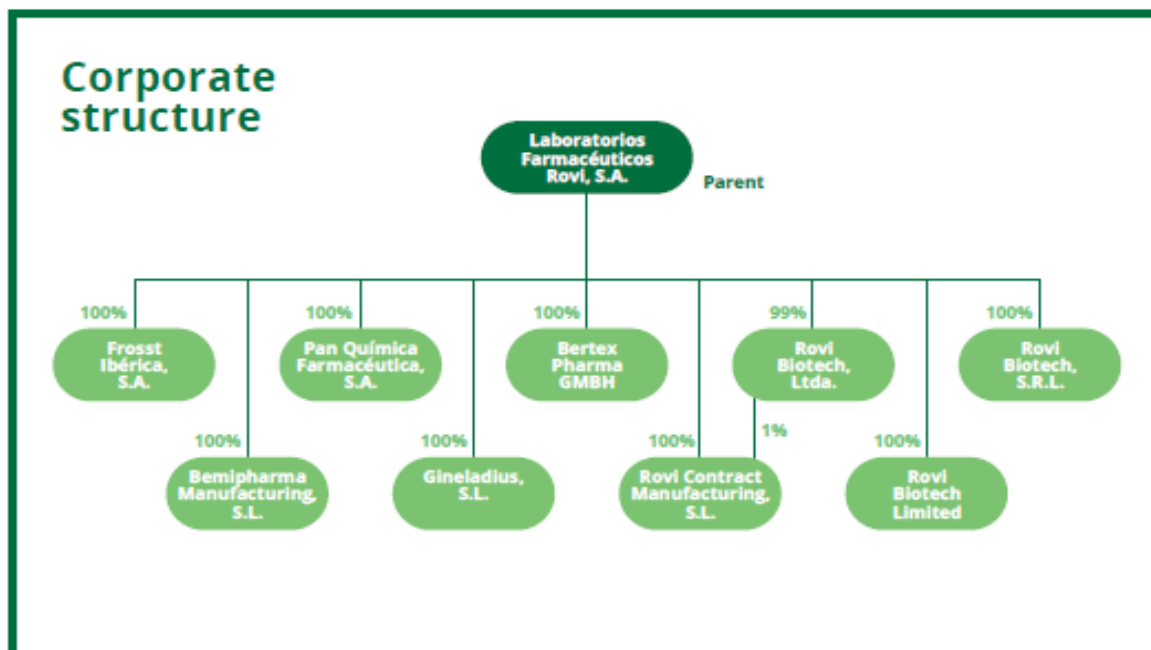 Corporate
structure
Laboratorios
Farmacéuticos
Rovi, S.A.
Parent
100%
Frosst
Ibérica,
S.A.
100%
Pan Química
Farmacéutica,
S.A.
100%
Bertex
Pharma
GMBH
99%
Rovi
Biotech,
Ltda.
100%
Rovi
Biotech,
S.R.L.
100%
Bemipharma
Manufacturing,
S.L.
100%
Gineladius,
S.L.
100%
1%
Rovi Contract
Manufacturing,
S.L.
100%
Rovi
Biotech
Limited